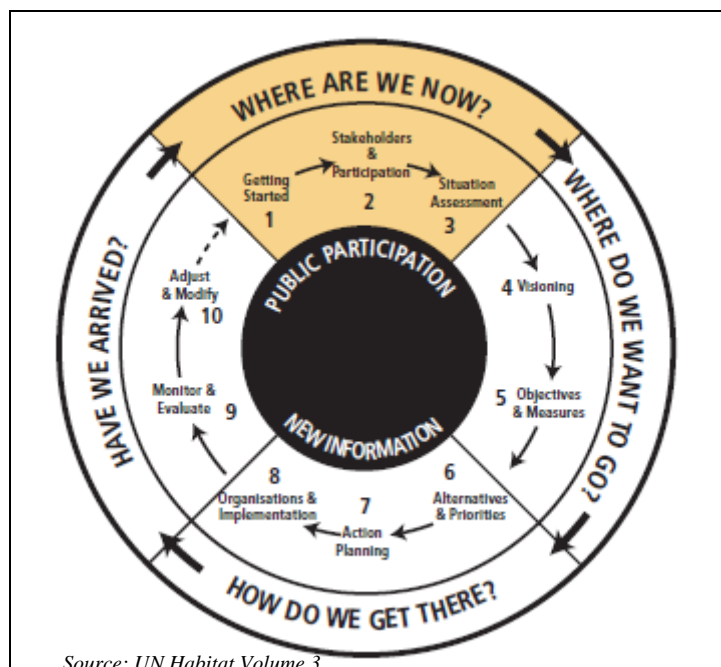 WHERE ARE WE NOW?
Getting
Started
1
Stakeholders
&
Participation
2
Situation
Assessment
3
WHERE DO WE WANT TO GO?
4 Visioning
5 Objectives
& Measures
HOW DO WE GET THERE?
6
Alternatives
& Priorities
7
Action
Planning
8
Organisations &
Implementation
HAVE WE ARRIVED?
Monitor &
Evaluate 9
Adjust
& Modify
10
PUBLIC PARTICIPATION
NEW INFORMATION
Source: UN Habitat Volume 3